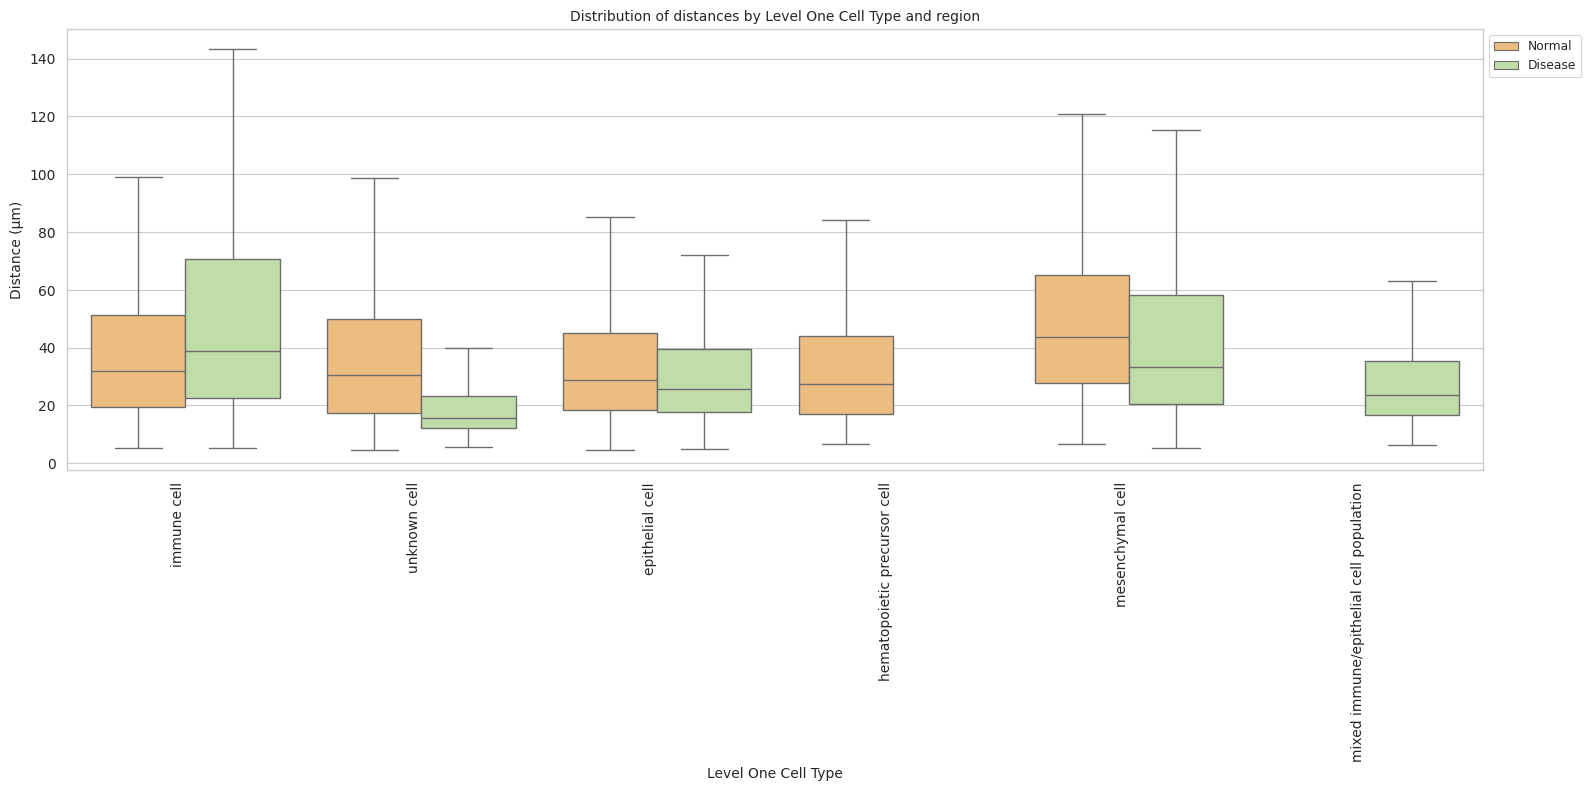 Distribution of distances by Level One Cell Type and region
Normal
Disease
Distance (µm)
140
120
100
80
60
40
20
0
immune cell
unknown cell
epithelial cell
hematopoietic precursor cell
mesenchymal cell
mixed immune/epithelial cell population
Level One Cell Type